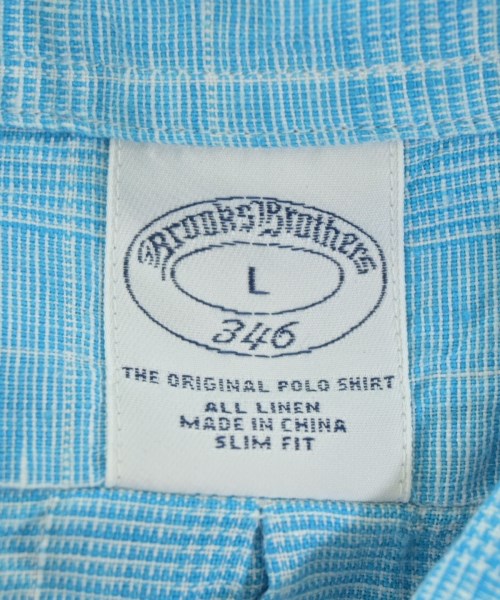 Brooks Brothers
L
346
THE ORIGINAL POLO SHIRT
ALL LINEN
MADE IN CHINA
SLIM FIT